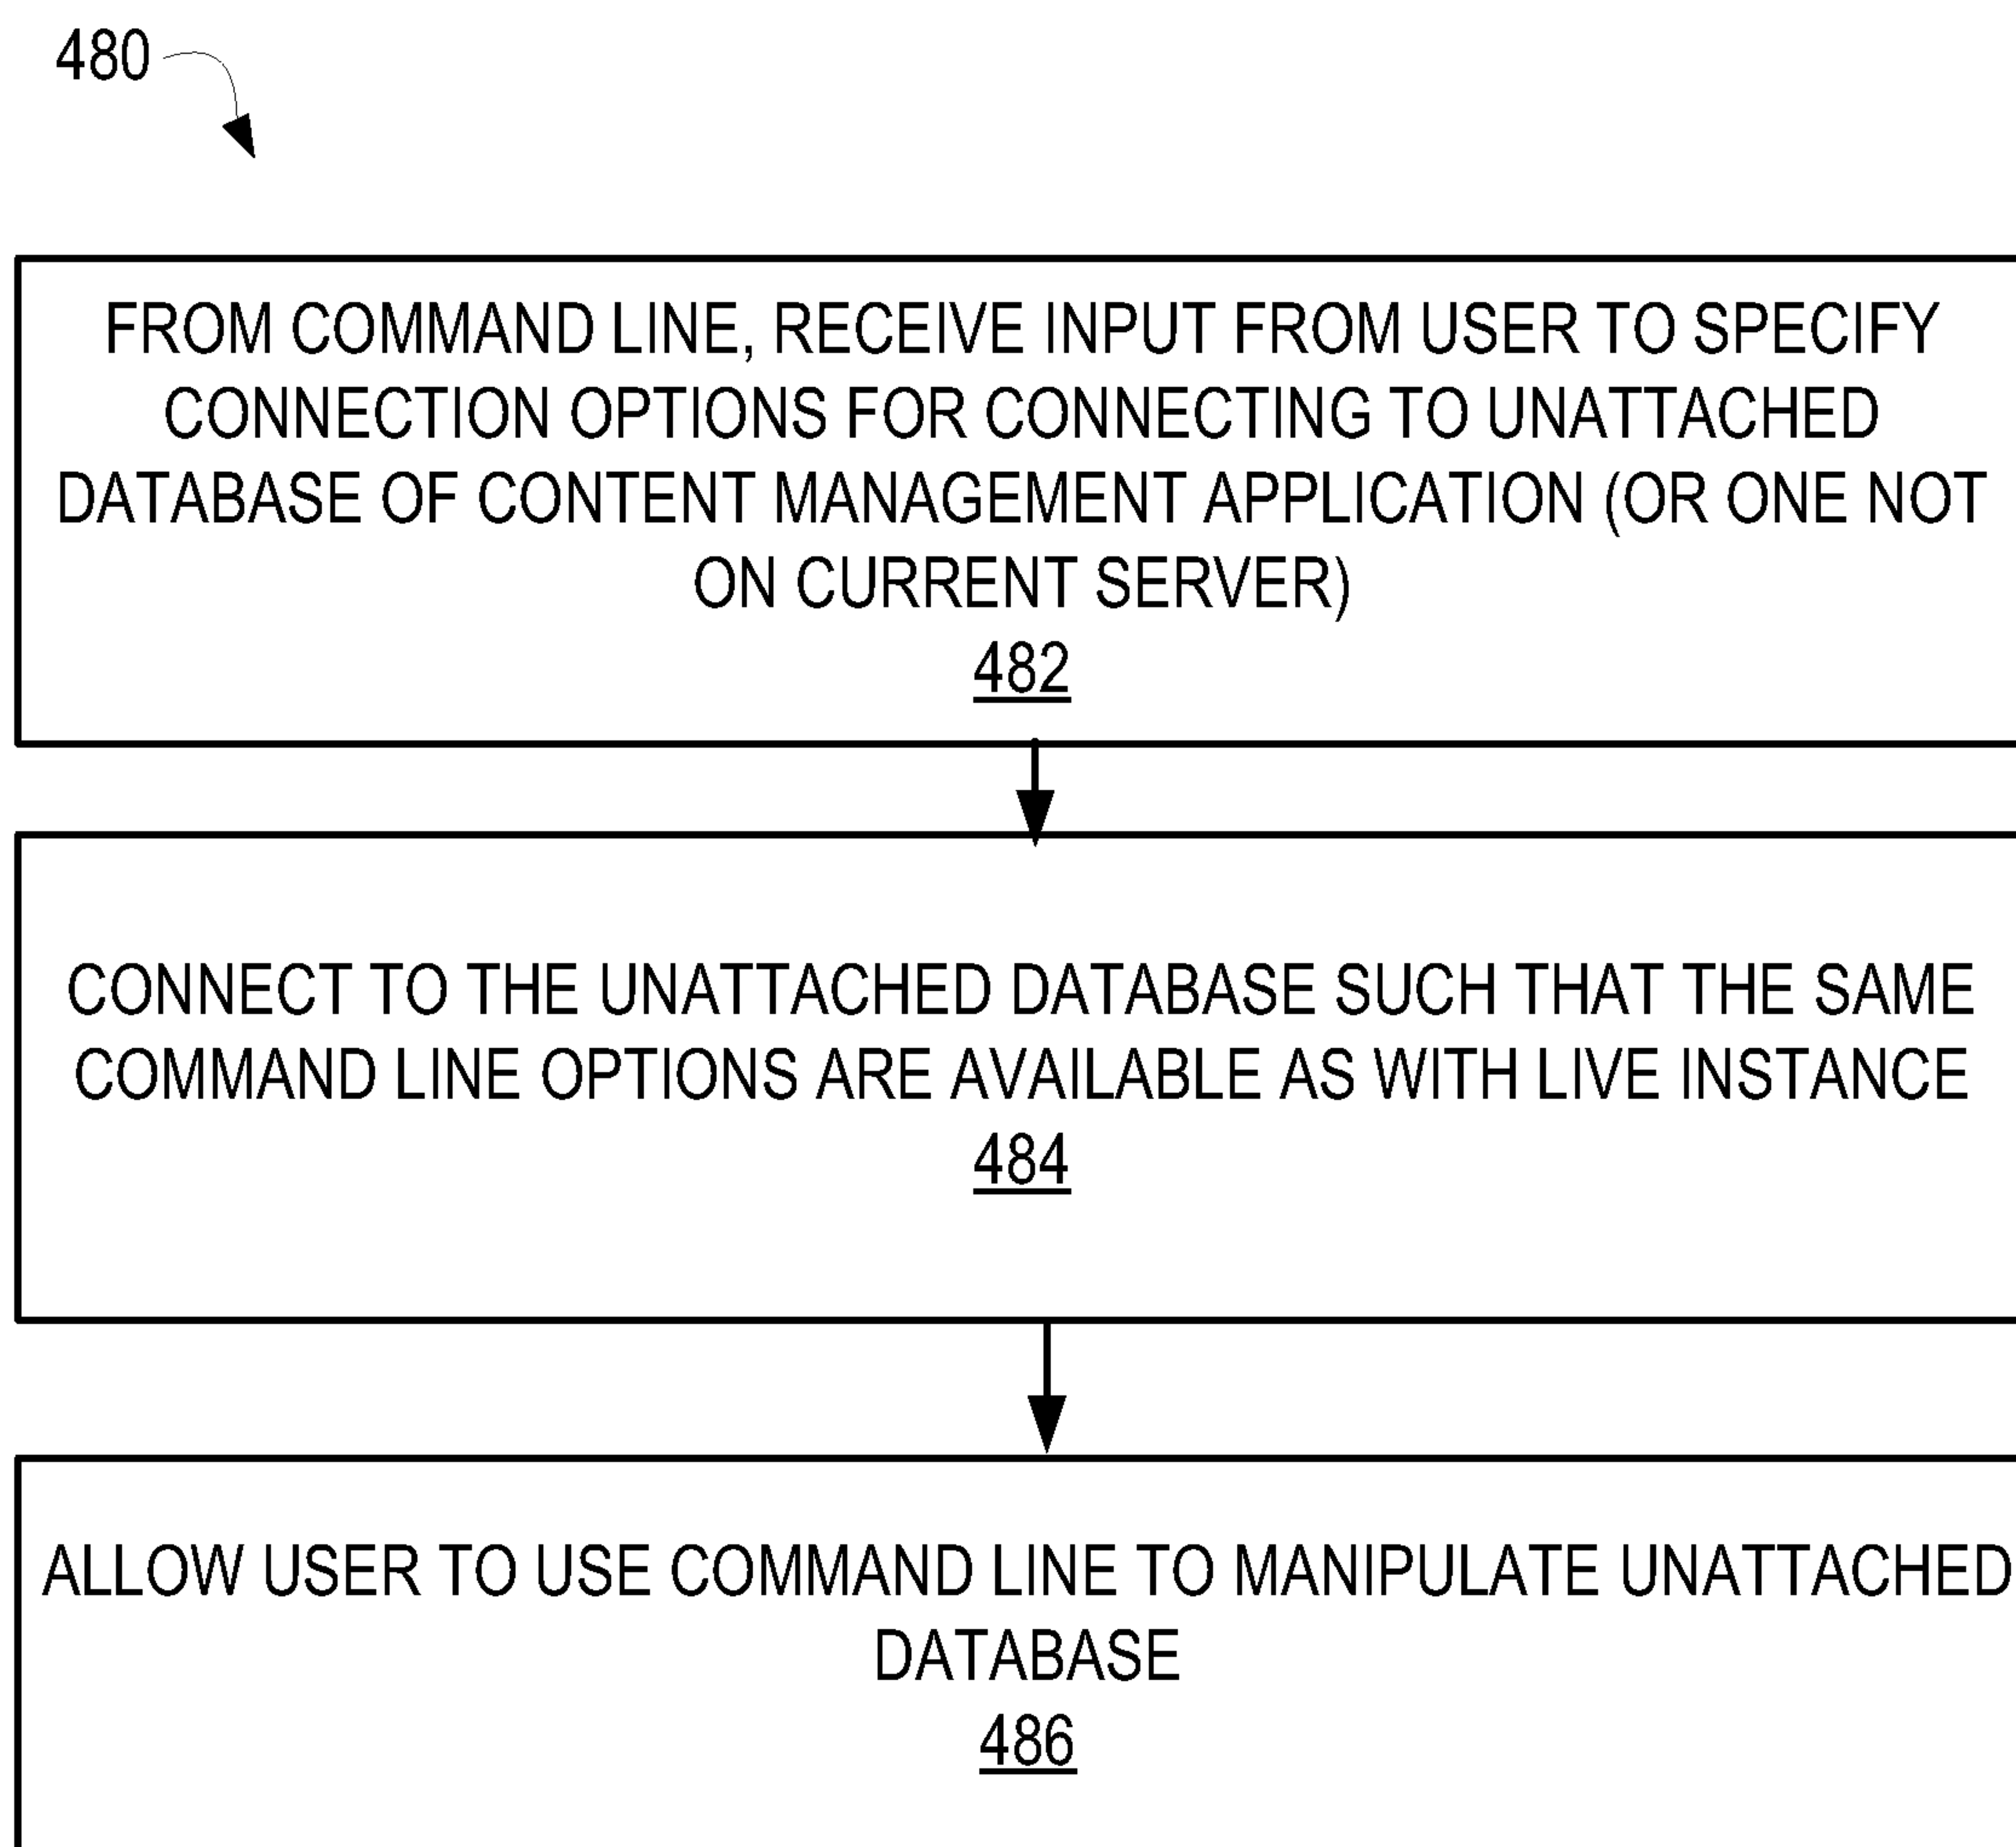 480
FROM COMMAND LINE, RECEIVE INPUT FROM USER TO SPECIFY
CONNECTION OPTIONS FOR CONNECTING TO UNATTACHED
DATABASE OF CONTENT MANAGEMENT APPLICATION (OR ONE NOT
ON CURRENT SERVER)
482
CONNECT TO THE UNATTACHED DATABASE SUCH THAT THE SAME
COMMAND LINE OPTIONS ARE AVAILABLE AS WITH LIVE INSTANCE
484
ALLOW USER TO USE COMMAND LINE TO MANIPULATE UNATTACHED
DATABASE
486